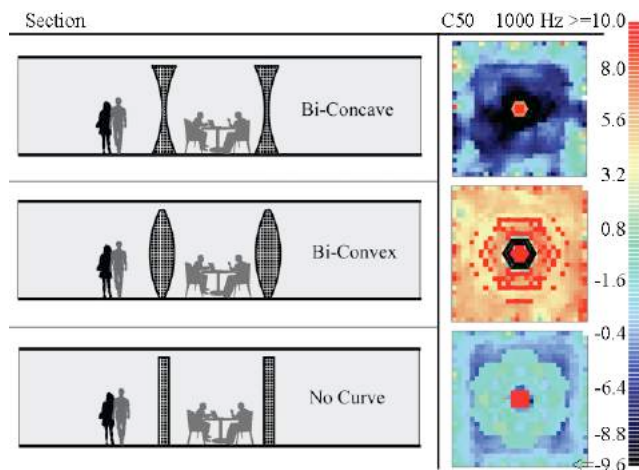 Section
C50 1000 Hz >=10.0
8.0
Bi-Concave
5.6
3.2
Bi-Convex
0.8
-1.6
-0.4
No Curve
-6.4
-8.8
<=-9.6